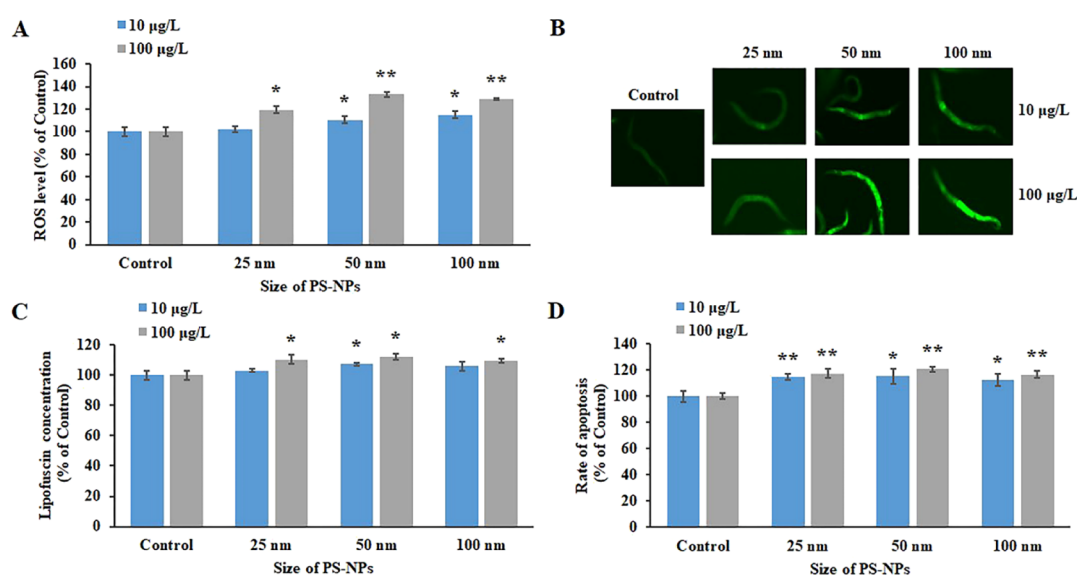 A
10 µg/L
100 µg/L
ROS level (% of Control)
160
140
120
100
80
60
40
20
0
*
*
**
*
**
Control
25 nm
50 nm
100 nm
Size of PS-NPs
B
25 nm
50 nm
100 nm
Control
10 µg/L
100 µg/L
C
10 µg/L
100 µg/L
Lipofuscin concentration
(% of Control)
120
100
80
60
40
20
0
*
*
*
*
Control
25 nm
50 nm
100 nm
Size of PS-NPs
D
10 µg/L
100 µg/L
Rate of apoptosis
(% of Control)
140
120
100
80
60
40
20
0
**
**
*
**
*
**
Control
25 nm
50 nm
100 nm
Size of PS-NPs